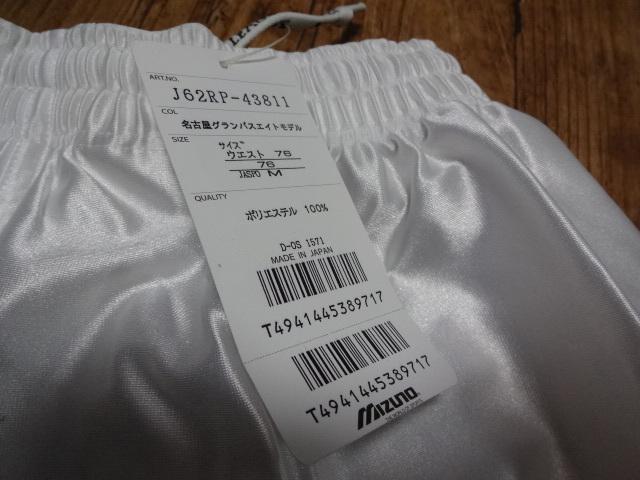 ART.NO.
J62RP-43811
COL
名古屋グランパスエイトモデル
SIZE
サイズ
ウエスト 76
76
JASPO M
QUALITY
ポリエステル 100%
D-OS 1571
MADE IN JAPAN
T4941445389717
T4941445389717
mizuno